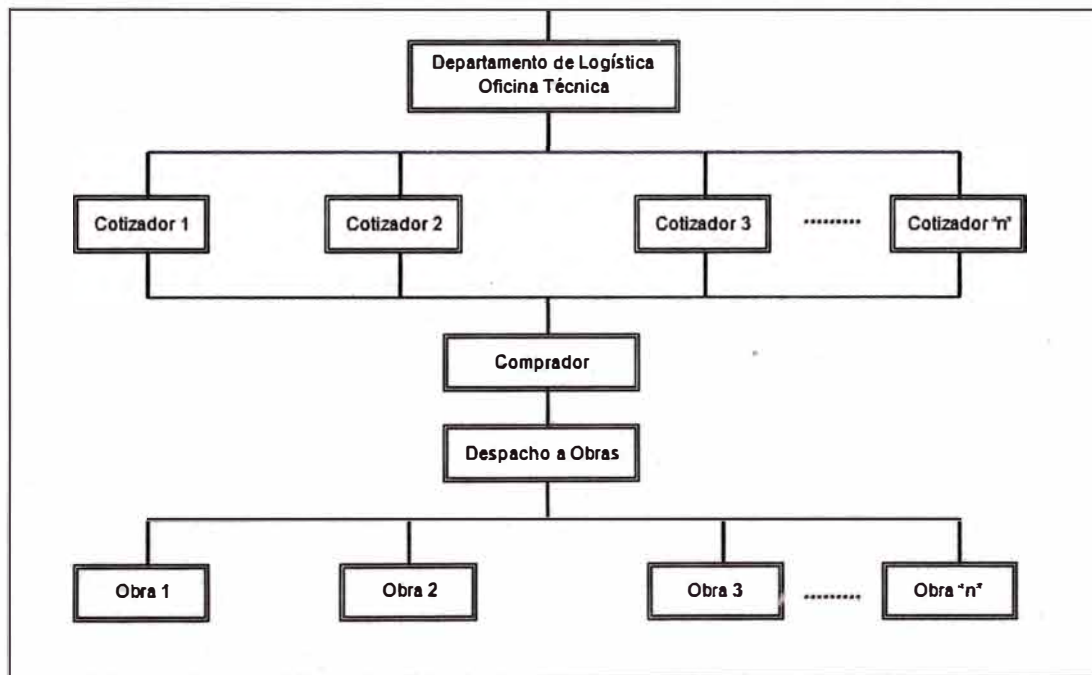 Departamento de Logística
Oficina Técnica
Cotizador 1
Cotizador 2
Cotizador 3
.........
Cotizador "n"
Comprador
Despacho a Obras
Obra 1
Obra 2
Obra 3
.........
Obra "n"